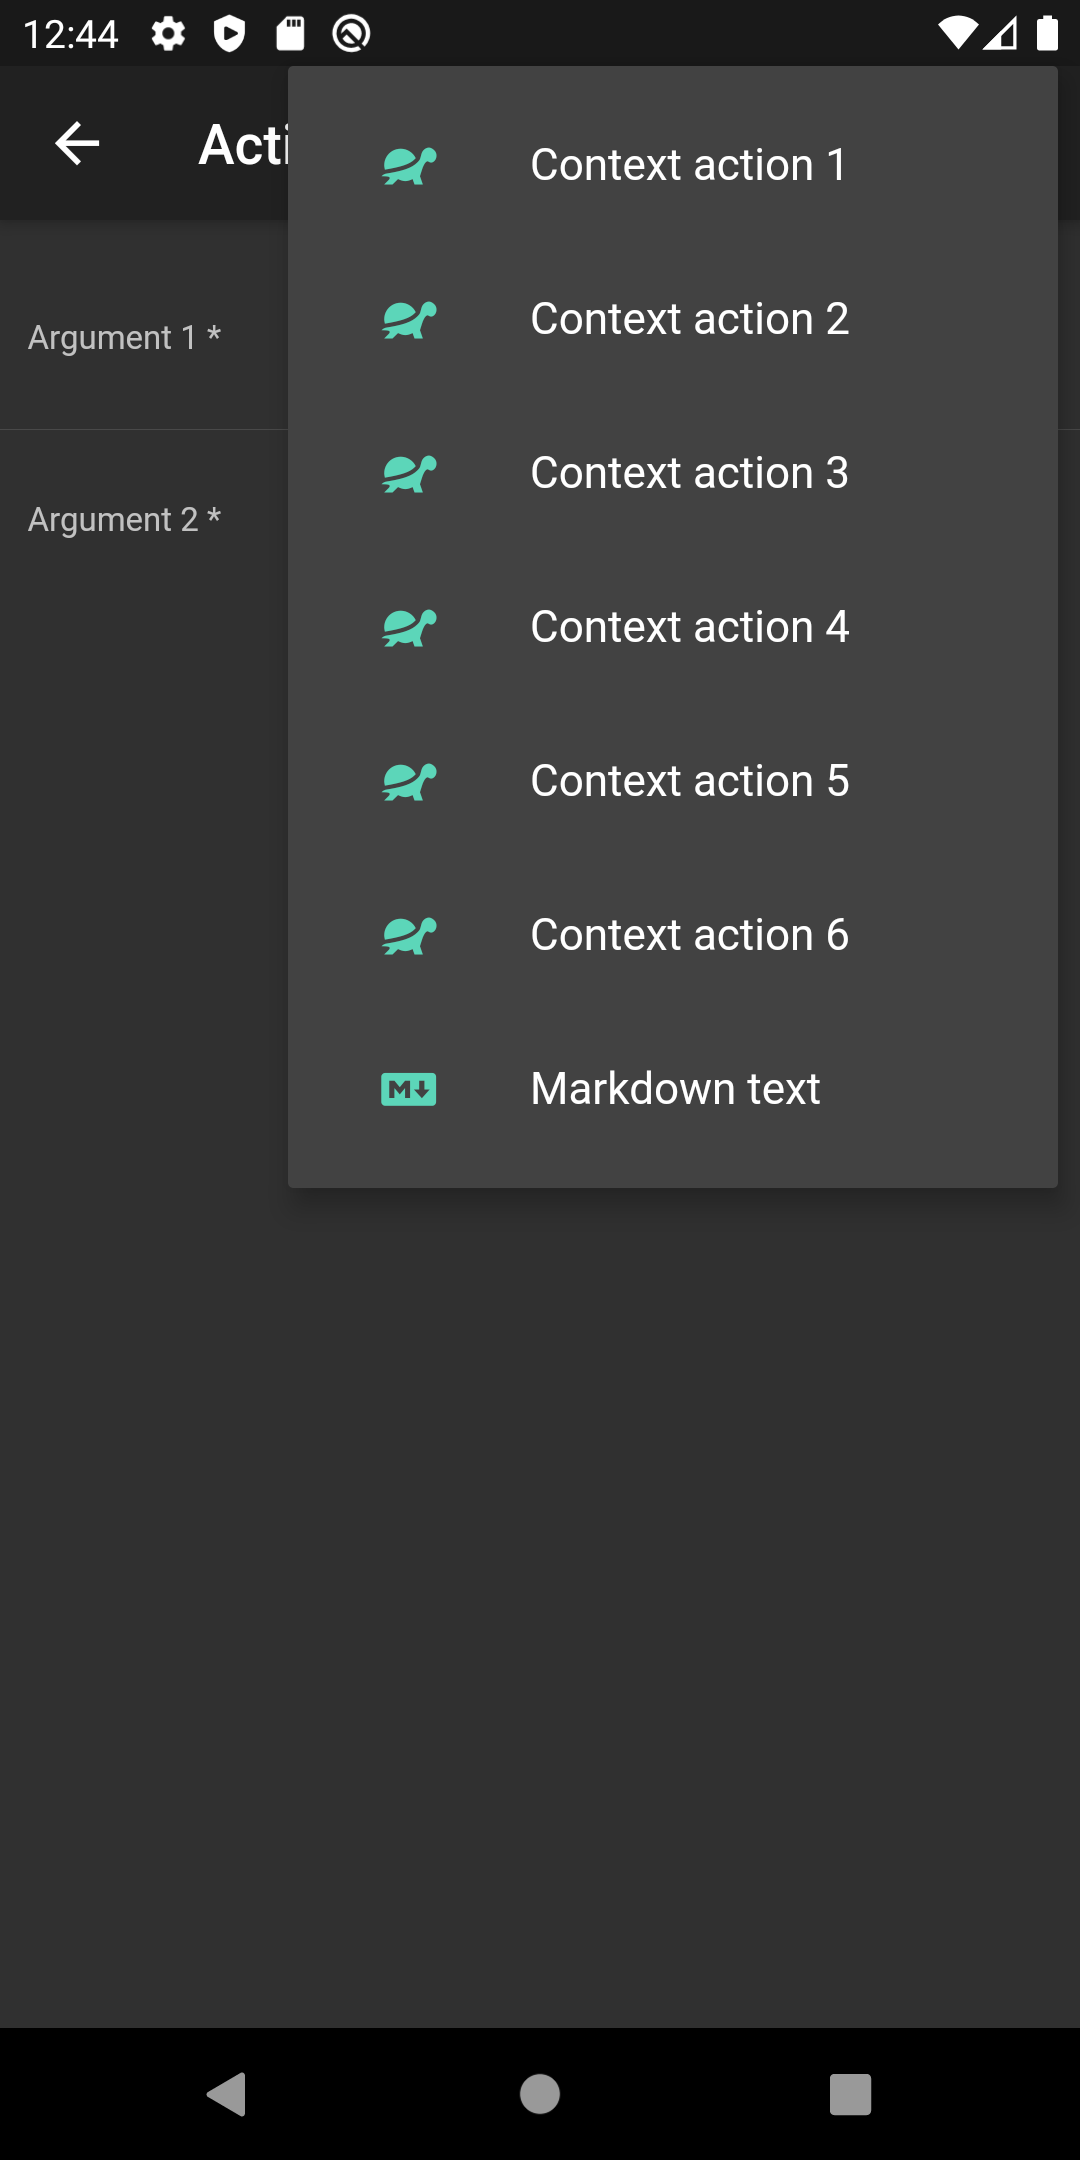 12:44
Acti
Context action 1
Context action 2
Argument 1 *
Context action 3
Argument 2 *
Context action 4
Context action 5
Context action 6
M Markdown text